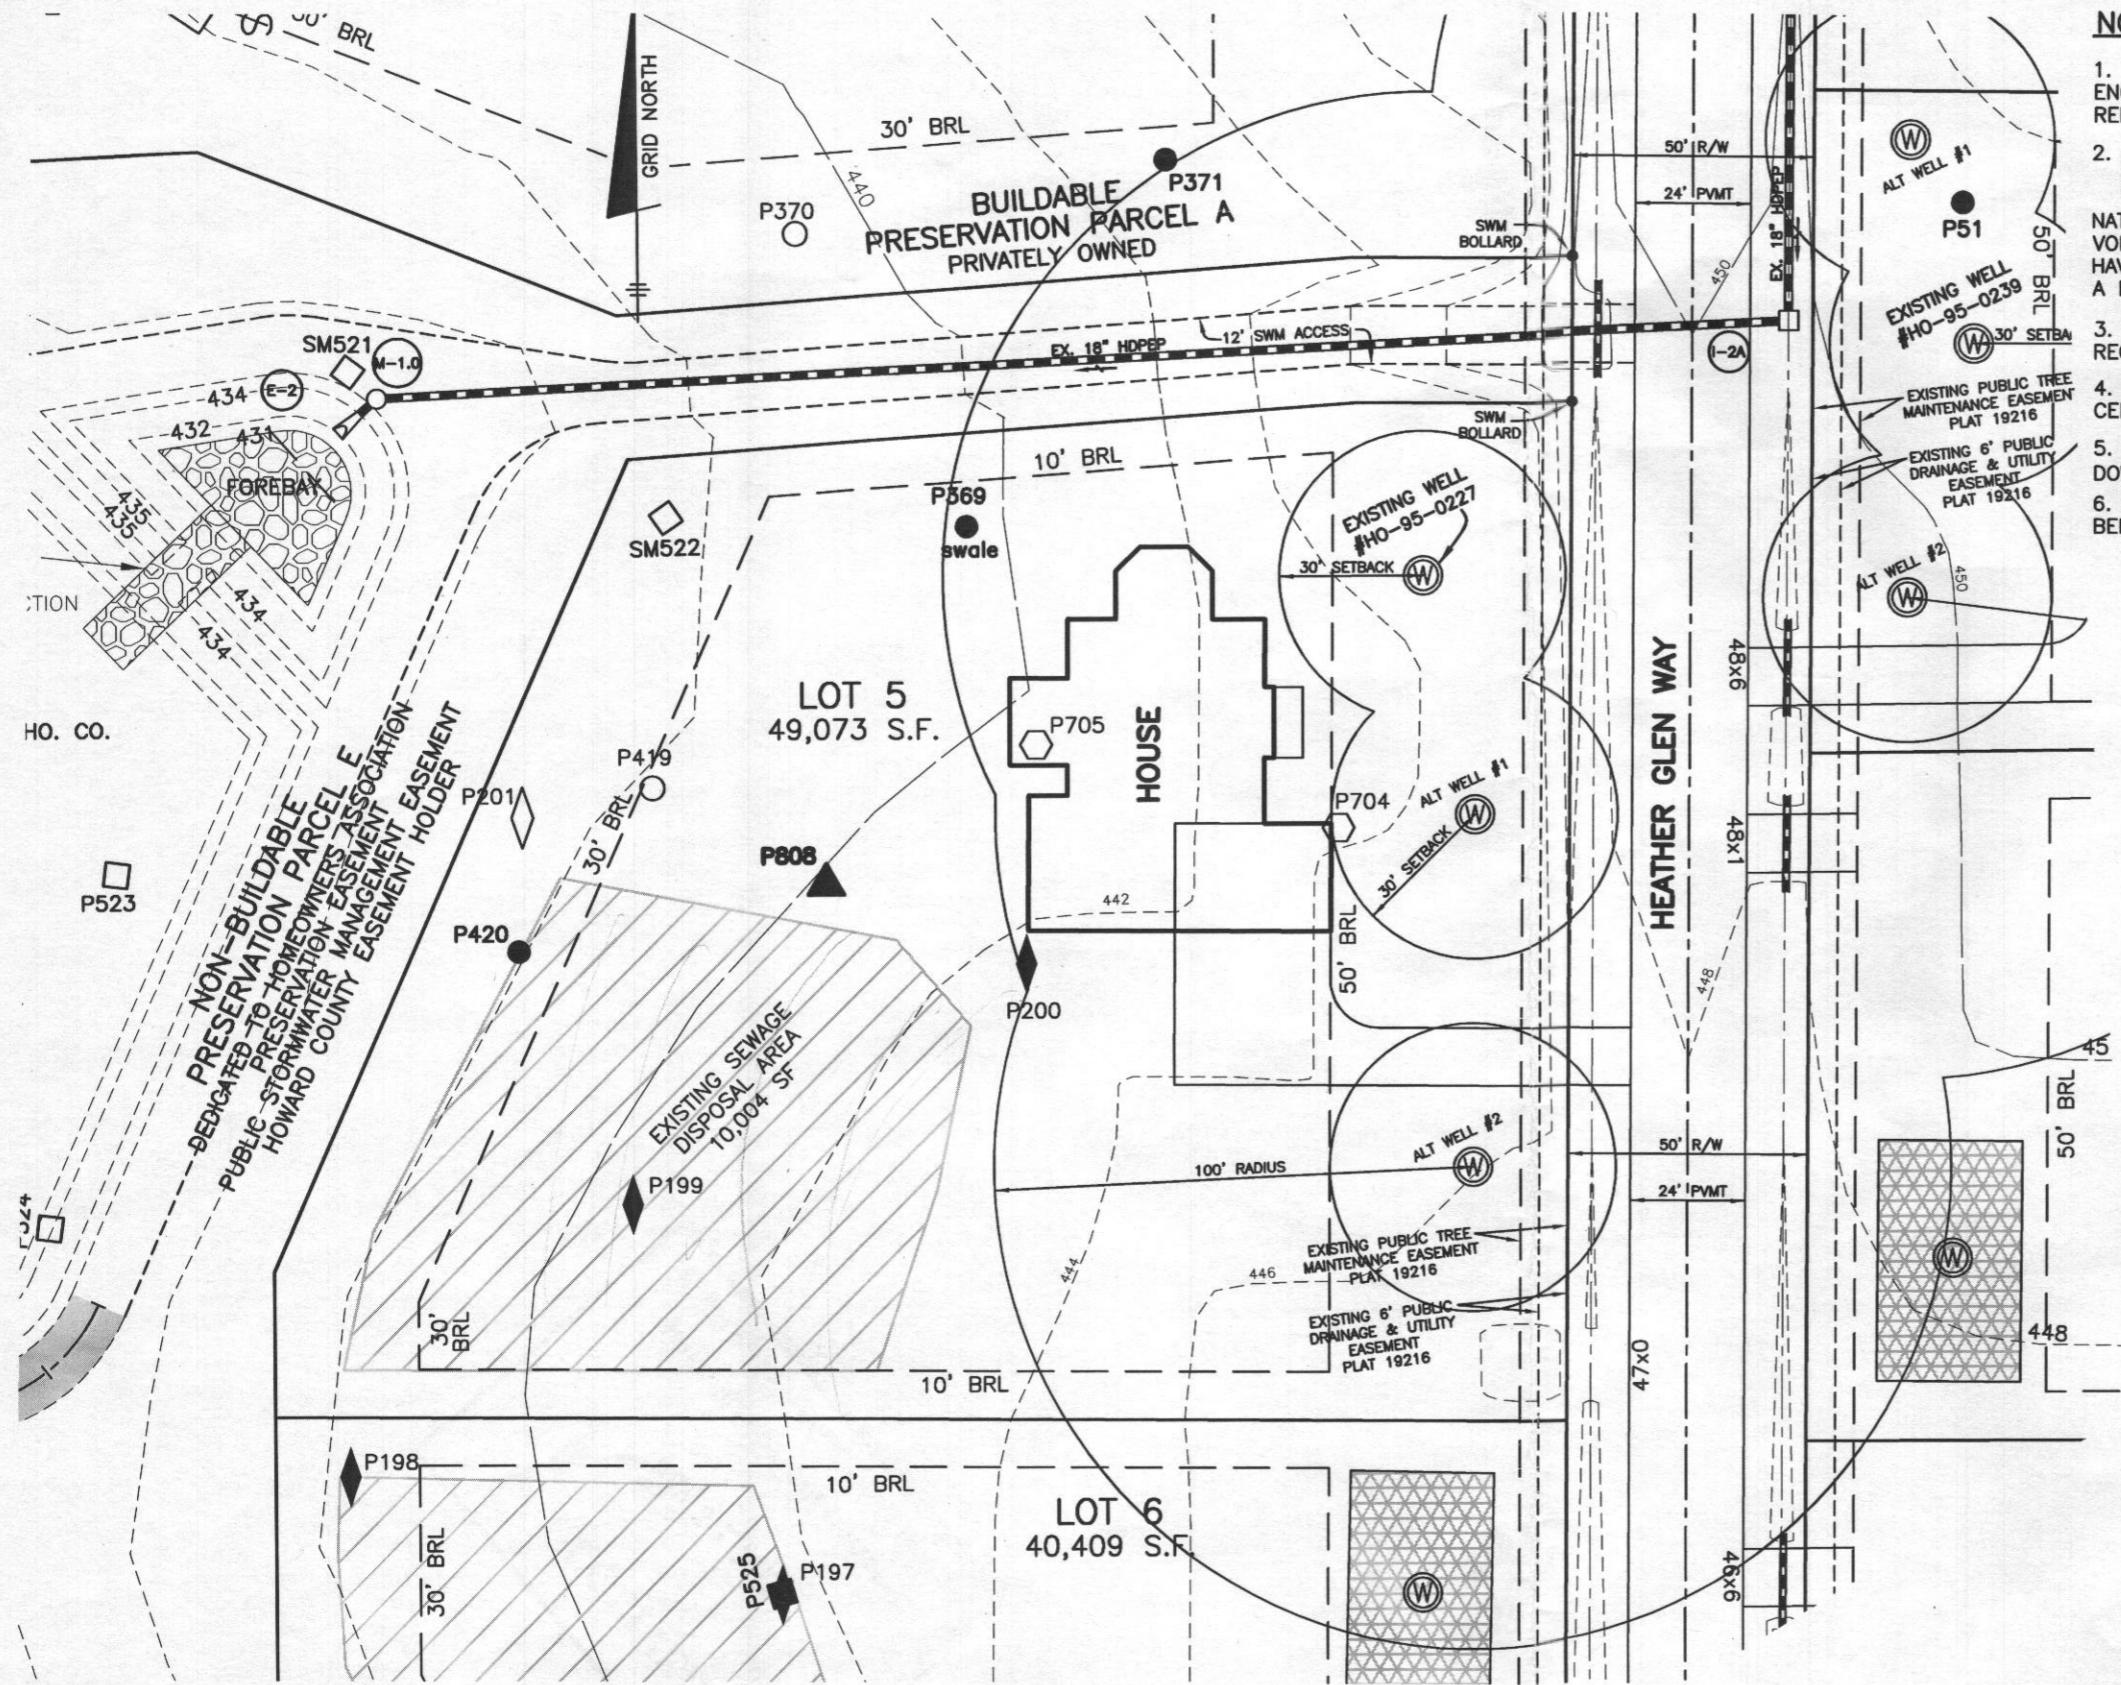 30' BRL
GRID NORTH
30' BRL
440
P370
P371
BUILDABLE
PRESERVATION PARCEL A
PRIVATELY OWNED
SWM
BOLLARD
50' R/W
24' PVMT
EX. 18" HDPEP
450
ALT WELL #1
W
P51
50' BRL
EXISTING WELL
#HO-95-0239
W
30' SETBA
1.
2.
3.
4.
5.
6.
SM521
M-1.0
E-2
434
432
431
FOREBAY
435
435
434
434
EX. 18" HDPEP
12' SWM ACCESS
I-2A
SWM
BOLLARD
EXISTING PUBLIC TREE
MAINTENANCE EASEMENT
PLAT 19216
EXISTING 6' PUBLIC
DRAINAGE & UTILITY
EASEMENT
PLAT 19216
10' BRL
P369
swale
SM522
EXISTING WELL
#HO-95-0227
30' SETBACK
W
ALT WELL #2
W
450
CTION
HO. CO.
LOT 5
49,073 S.F.
P705
HOUSE
P704
ALT WELL #1
W
30' SETBACK
HEATHER GLEN WAY
48x6
48x1
P419
P201
30' BRL
P808
P420
442
50' BRL
P200
448
P523
NON-BUILDABLE
PRESERVATION PARCEL E
DEDICATED TO HOMEOWNERS ASSOCIATION
PRESERVATION EASEMENT
PUBLIC STORMWATER MANAGEMENT EASEMENT
HOWARD COUNTY EASEMENT HOLDER
EXISTING SEWAGE
DISPOSAL AREA
10,004 SF
P199
ALT WELL #2
W
100' RADIUS
50' R/W
24' PVMT
45
50' BRL
W
EXISTING PUBLIC TREE
MAINTENANCE EASEMENT
PLAT 19216
EXISTING 6' PUBLIC
DRAINAGE & UTILITY
EASEMENT
PLAT 19216
444
446
448
30'
BRL
10' BRL
47x0
P198
10' BRL
LOT 6
40,409 S.F.
30' BRL
P525
P197
W
46x6